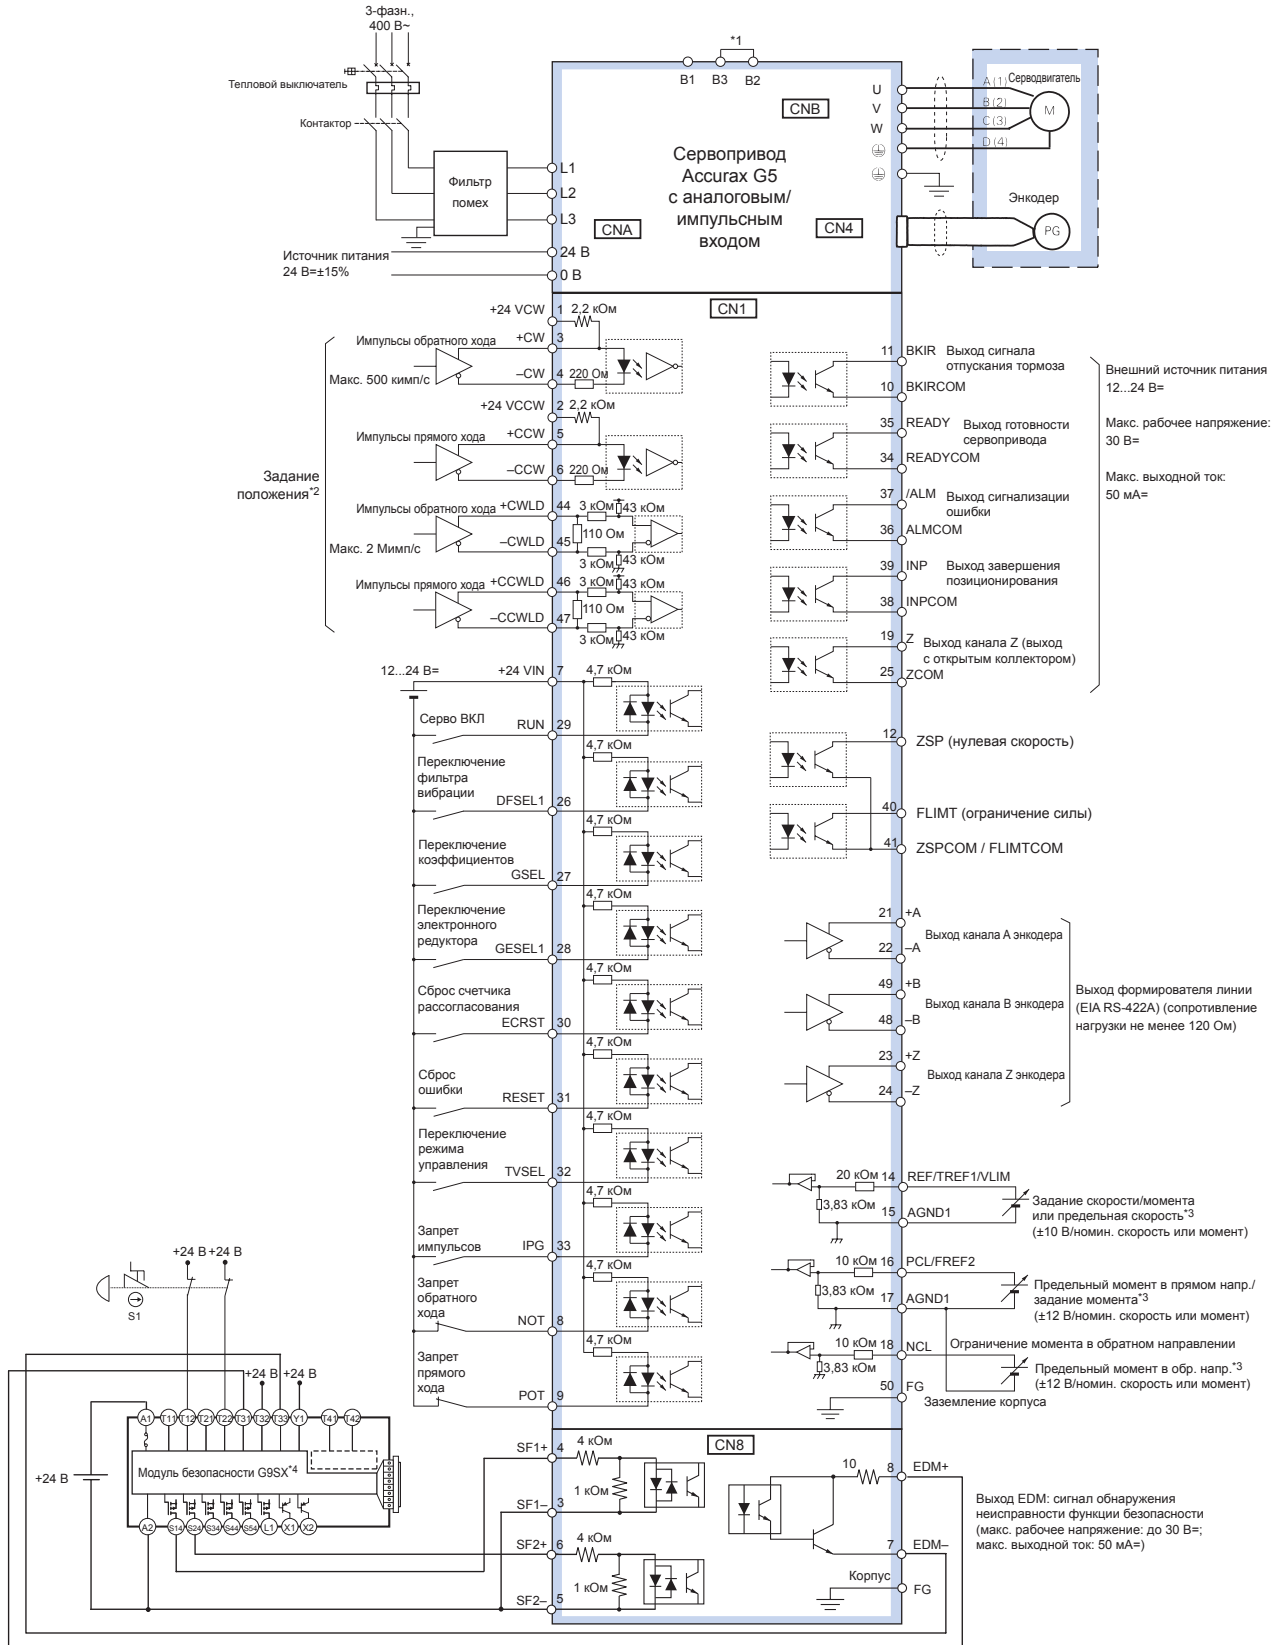 3-фазн.,
400 В~
Тепловой выключатель
Контактор
Фильтр
помех
Источник питания
24 В=±15%
*1
B1
B3
B2
CNB
CNA
CN4
Сервопривод
Accurax G5
с аналоговым/
импульсным
входом
L1
L2
L3
24 В
0 В
U
V
W
A (1)
B (2)
C (3)
D (4)
Серводвигатель
M
Энкодер
PG
CN1
+24 VCW
1
2,2 кОм
Импульсы обратного хода
+CW
3
Макс. 500 кимп/с
–CW
4
220 Ом
+24 VCCW
2
2,2 кОм
Импульсы прямого хода
+CCW
5
–CCW
6
220 Ом
Задание
положения*2
Импульсы обратного хода
+CWLD
44
3 кОм
43 кОм
110 Ом
Макс. 2 Мимп/с
–CWLD
45
3 кОм
43 кОм
Импульсы прямого хода
+CCWLD
46
3 кОм
43 кОм
110 Ом
–CCWLD
47
3 кОм
43 кОм
12...24 В=
+24 VIN
7
4,7 кОм
Серво ВКЛ
RUN
29
4,7 кОм
Переключение
фильтра
вибрации
DFSEL1
26
4,7 кОм
Переключение
коэффициентов
GSEL
27
4,7 кОм
Переключение
электронного
редуктора
GESEL1
28
4,7 кОм
Сброс счетчика
рассогласования
ECRST
30
4,7 кОм
Сброс
ошибки
RESET
31
4,7 кОм
Переключение
режима
управления
TVSEL
32
4,7 кОм
Запрет
импульсов
IPG
33
4,7 кОм
Запрет
обратного
хода
NOT
8
4,7 кОм
Запрет
прямого
хода
POT
9
11
BKIR
Выход сигнала
отпускания тормоза
10
BKIRCOM
35
READY
Выход готовности
сервопривода
34
READYCOM
37
/ALM
Выход сигнализации
ошибки
36
ALMCOM
39
INP
Выход завершения
позиционирования
38
INPCOM
19
Z
Выход канала Z (выход
с открытым коллектором)
25
ZCOM
Внешний источник питания
12...24 В=
Макс. рабочее напряжение:
30 В=
Макс. выходной ток:
50 мА=
12
ZSP (нулевая скорость)
40
FLIMT (ограничение силы)
41
ZSPCOM / FLIMTCOM
21
+A
Выход канала A энкодера
22
–A
49
+B
Выход канала B энкодера
48
–B
23
+Z
Выход канала Z энкодера
24
–Z
Выход формирователя линии
(EIA RS-422A) (сопротивление
нагрузки не менее 120 Ом)
20 кОм
14
REF/TREF1/VLIM
3,83 кОм
15
AGND1
Задание скорости/момента
или предельная скорость*3
(±10 В/номин. скорость или момент)
10 кОм
16
PCL/FREF2
3,83 кОм
17
AGND1
Предельный момент в прямом напр./
задание момента*3
(±12 В/номин. скорость или момент)
10 кОм
18
NCL
Ограничение момента в обратном направлении
3,83 кОм
Предельный момент в обр. напр.*3
(±12 В/номин. скорость или момент)
50
FG
Заземление корпуса
+24 В
+24 В
S1
+24 В
+24 В
A1
T11
T12
T21
T22
T31
T32
T33
Y1
T41
T42
+24 В
Модуль безопасности G9SX*4
A2
S14
S24
S34
S44
S54
L1
X1
X2
CN8
SF1+
4
4 кОм
1 кОм
SF1–
3
SF2+
6
4 кОм
1 кОм
SF2–
5
10
8
EDM+
7
EDM–
Корпус
FG
Выход EDM: сигнал обнаружения
неисправности функции безопасности
(макс. рабочее напряжение: до 30 В=;
макс. выходной ток: 50 мА=)